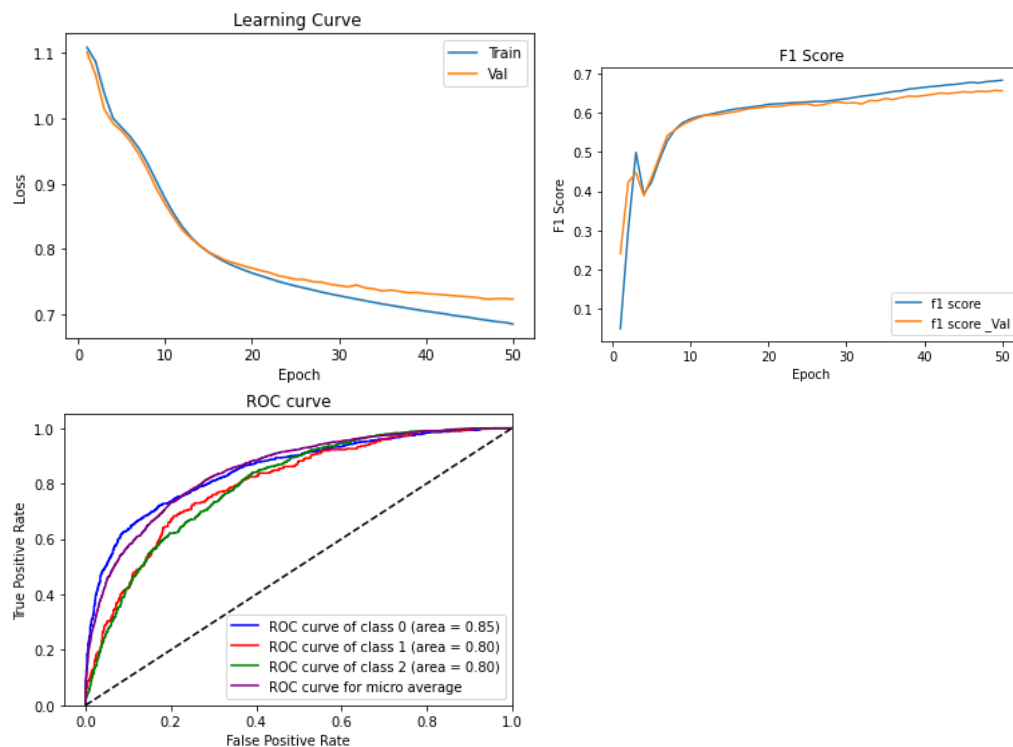 Learning Curve
1.1
1.0
0.9
0.8
0.7
Loss
Train
Val
0 10 20 30 40 50
Epoch
F1 Score
0.7
0.6
0.5
0.4
0.3
0.2
0.1
F1 Score
f1 score
f1 score _Val
0 10 20 30 40 50
Epoch
ROC curve
1.0
0.8
0.6
0.4
0.2
0.0
True Positive Rate
ROC curve of class 0 (area = 0.85)
ROC curve of class 1 (area = 0.80)
ROC curve of class 2 (area = 0.80)
ROC curve for micro average
0.0 0.2 0.4 0.6 0.8 1.0
False Positive Rate